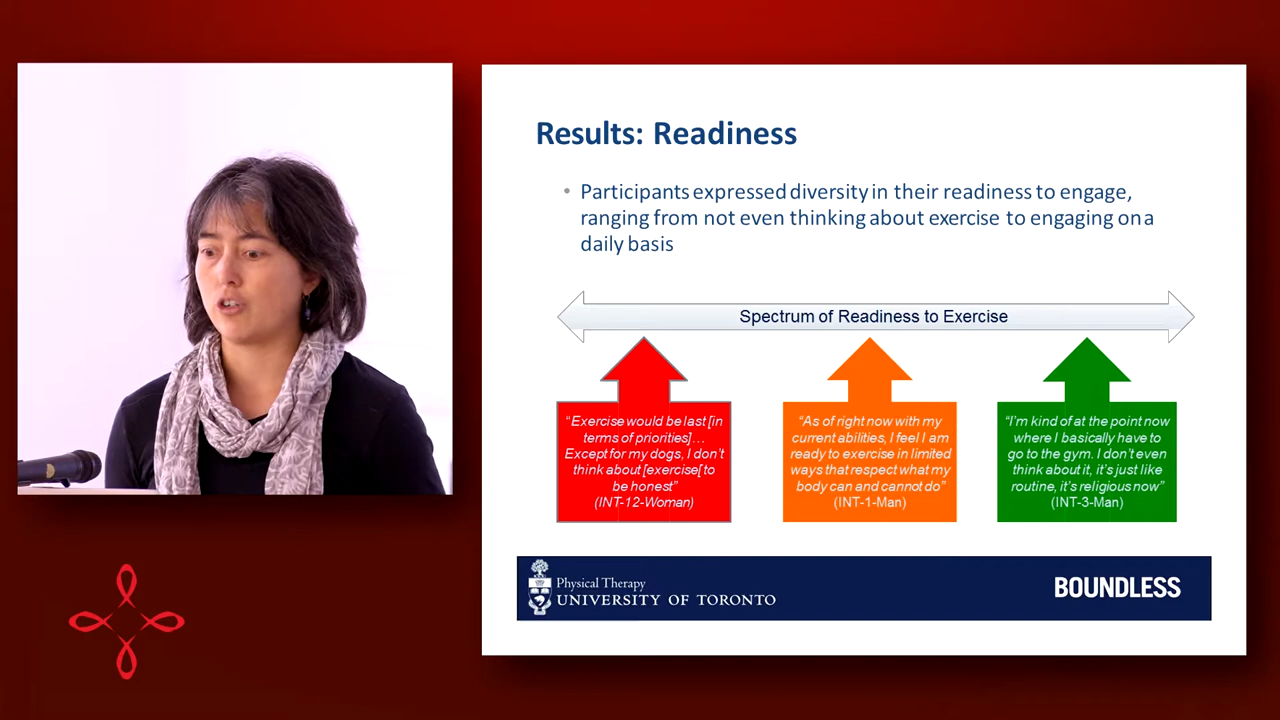 Results: Readiness
• Participants expressed diversity in their readiness to engage,
ranging from not even thinking about exercise to engaging on a
daily basis
Spectrum of Readiness to Exercise
“Exercise would be last [in
terms of priorities]…
Except for my dogs, I don’t
think about [exercise[ to
be honest”
(INT-12-Woman)
“As of right now with my
current abilities, I feel I am
ready to exercise in limited
ways that respect what my
body can and cannot do”
(INT-1-Man)
“I’m kind of at the point now
where I basically have to
go to the gym. I don’t even
think about it, it’s just like
routine, it’s religious now”
(INT-3-Man)
Physical Therapy
UNIVERSITY OF TORONTO
BOUNDLESS